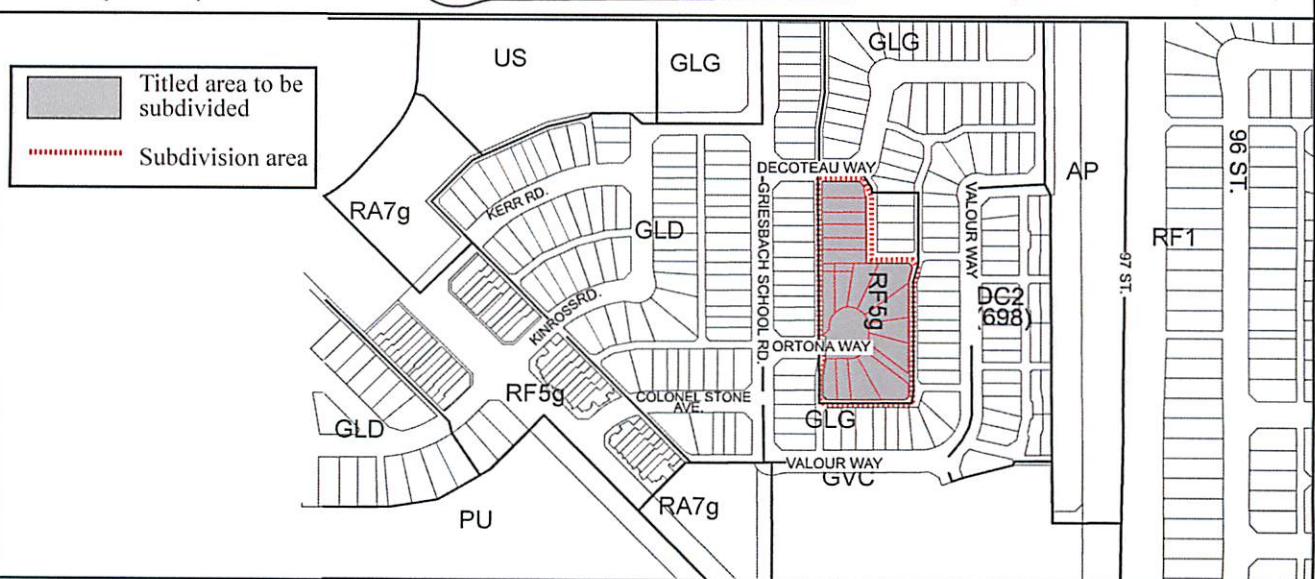 Titled area to be
subdivided
Subdivision area
US
GLG
GLG
RA7g
KERR RD.
GLD
DECOTEAU WAY
GRIESBACH SCHOOL RD.
VALOUR WAY
AP
96 ST.
RF1
97 ST.
RF5g
DC2
(698)
KINROSSRD.
ORTONA WAY
RF5g
COLONEL STONE
AVE.
GLD
GLG
VALOUR WAY
GVC
RA7g
PU